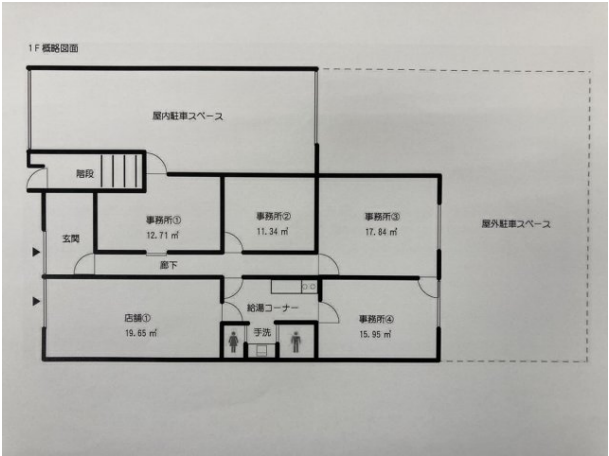 1F概略図面
屋内駐車スペース
階段
事務所①
12.71 ㎡
事務所②
11.34 ㎡
事務所③
17.84 ㎡
屋外駐車スペース
玄関
廊下
店舗①
19.65 ㎡
給湯コーナー
手洗
事務所④
15.95 ㎡